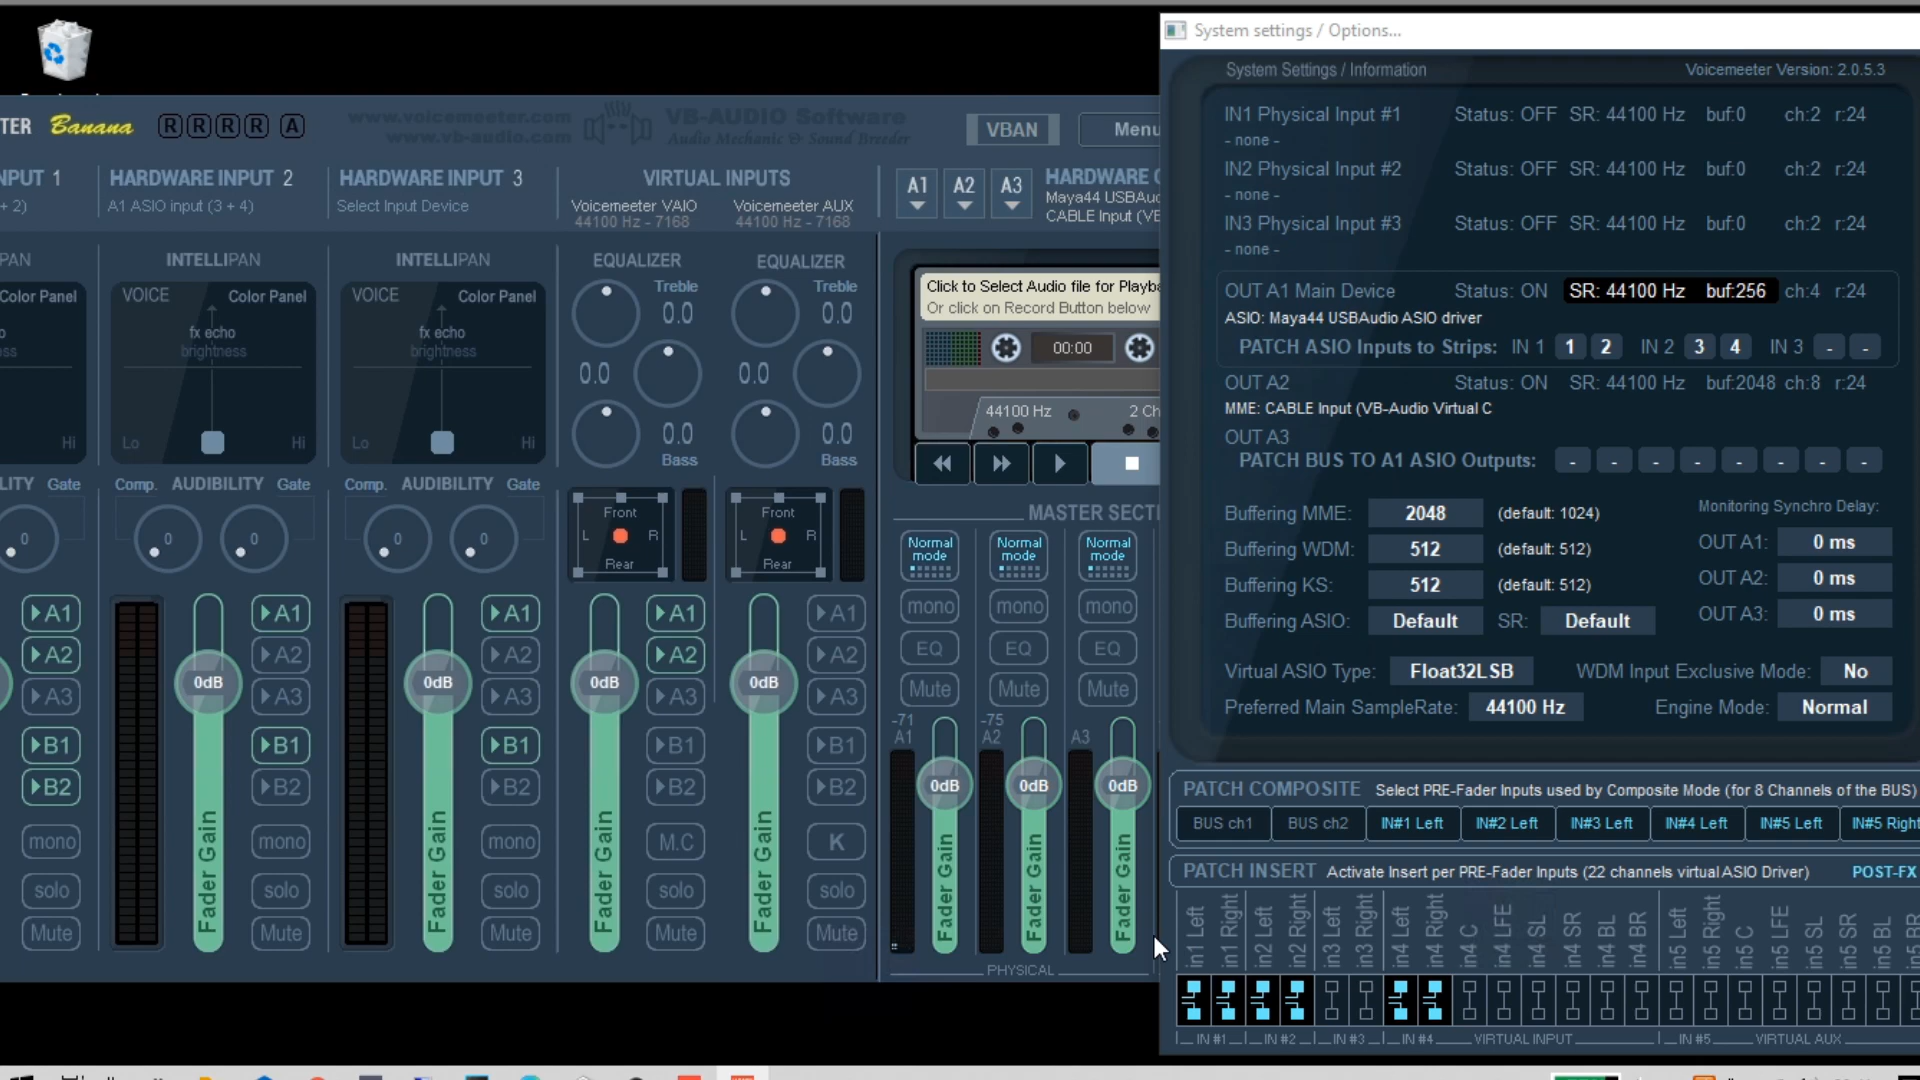 System settings / Options...
System Settings / Information
Voicemeeter Version: 2.0.5.3
IN1 Physical Input #1 Status: OFF SR: 44100 Hz buf:0 ch:2 r:24
- none -
IN2 Physical Input #2 Status: OFF SR: 44100 Hz buf:0 ch:2 r:24
- none -
IN3 Physical Input #3 Status: OFF SR: 44100 Hz buf:0 ch:2 r:24
- none -
OUT A1 Main Device Status: ON SR: 44100 Hz buf:256 ch:4 r:24
ASIO: Maya44 USBAudio ASIO driver
PATCH ASIO Inputs to Strips: IN 1 1 2 IN 2 3 4 IN 3 - -
OUT A2 Status: ON SR: 44100 Hz buf:2048 ch:8 r:24
MME: CABLE Input (VB-Audio Virtual C
OUT A3
PATCH BUS TO A1 ASIO Outputs: - - - - - - - -
Buffering MME: 2048 (default: 1024)
Buffering WDM: 512 (default: 512)
Buffering KS: 512 (default: 512)
Buffering ASIO: Default SR: Default
Monitoring Synchro Delay:
OUT A1: 0 ms
OUT A2: 0 ms
OUT A3: 0 ms
Virtual ASIO Type: Float32LSB WDM Input Exclusive Mode: No
Preferred Main SampleRate: 44100 Hz Engine Mode: Normal
PATCH COMPOSITE Select PRE-Fader Inputs used by Composite Mode (for 8 Channels of the BUS)
BUS ch1 BUS ch2 IN#1 Left IN#2 Left IN#3 Left IN#4 Left IN#5 Left IN#5 Right
PATCH INSERT Activate Insert per PRE-Fader Inputs (22 channels virtual ASIO Driver) POST-FX
in1 Left in1 Right in2 Left in2 Right in3 Left in3 Right in4 Left in4 Right in4 C in4 LFE in4 SL in4 SR in4 BL in4 BR in5 Left in5 Right in5 C in5 LFE in5 SL in5 SR in5 BL in5 BR
IN #1 IN #2 IN #3 IN #4 VIRTUAL INPUT IN #5 VIRTUAL AUX
TER Banana R R R R A
www.voicemeeter.com
www.vb-audio.com
VB-AUDIO Software
Audio Mechanic & Sound Breeder
VBAN Menu
NPUT 1 HARDWARE INPUT 2 HARDWARE INPUT 3 VIRTUAL INPUTS
+ 2) A1 ASIO input (3 + 4) Select Input Device Voicemeeter VAIO Voicemeeter AUX
44100 Hz - 7168 44100 Hz - 7168
A1 A2 A3 HARDWARE
Maya44 USBAud
CABLE Input (VB
PAN INTELLIPAN INTELLIPAN EQUALIZER EQUALIZER
Color Panel VOICE Color Panel VOICE Color Panel Treble Treble
fx echo fx echo 0.0 0.0
brightness brightness
0.0 0.0
Hi Lo Hi Lo Hi 0.0 0.0
Bass Bass
Click to Select Audio file for Playba
Or click on Record Button below
00:00
44100 Hz 2 Ch
LITY Gate Comp. AUDIBILITY Gate Comp. AUDIBILITY Gate
0 0 0 0 0
Front Front
L R L R
Rear Rear
MASTER SECTI
Normal mode Normal mode Normal mode
mono mono mono
EQ EQ EQ
Mute Mute Mute
A1 A1 A1 A1 A1
A2 A2 A2 A2 A2
A3 A3 A3 A3 A3
0dB 0dB 0dB 0dB
B1 B1 B1 B1 B1
B2 B2 B2 B2 B2
mono mono mono M.C K
solo solo solo solo solo
Mute Mute Mute Mute Mute
Fader Gain Fader Gain Fader Gain Fader Gain
-71 -75
A1 A2 A3
0dB 0dB 0dB
Fader Gain Fader Gain Fader Gain
PHYSICAL